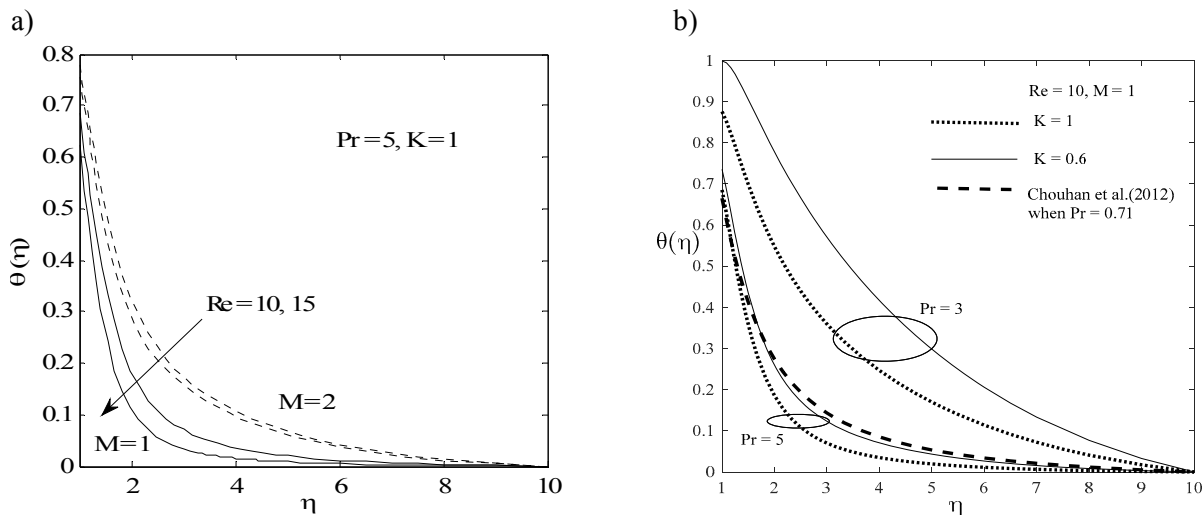 a)
0.8
0.7
0.6
0.5
0.4
0.3
0.2
0.1
0
θ(η)
Pr=5, K=1
Re=10, 15
M=2
M=1
2
4
6
8
10
η
b)
1
0.9
0.8
0.7
0.6
0.5
0.4
0.3
0.2
0.1
0
θ(η)
Re = 10, M = 1
K = 1
K = 0.6
Chouhan et al.(2012)
when Pr = 0.71
Pr = 3
Pr = 5
1
2
3
4
5
6
7
8
9
10
η